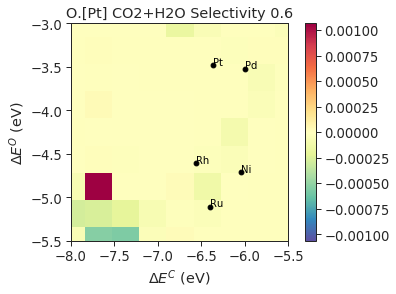 O.[Pt] CO2+H2O Selectivity 0.6
−3.0
−3.5
−4.0
−4.5
−5.0
−5.5
ΔE^O (eV)
Pt
Pd
Rh
Ni
Ru
−8.0 −7.5 −7.0 −6.5 −6.0 −5.5
ΔE^C (eV)
0.00100
0.00075
0.00050
0.00025
0.00000
−0.00025
−0.00050
−0.00075
−0.00100